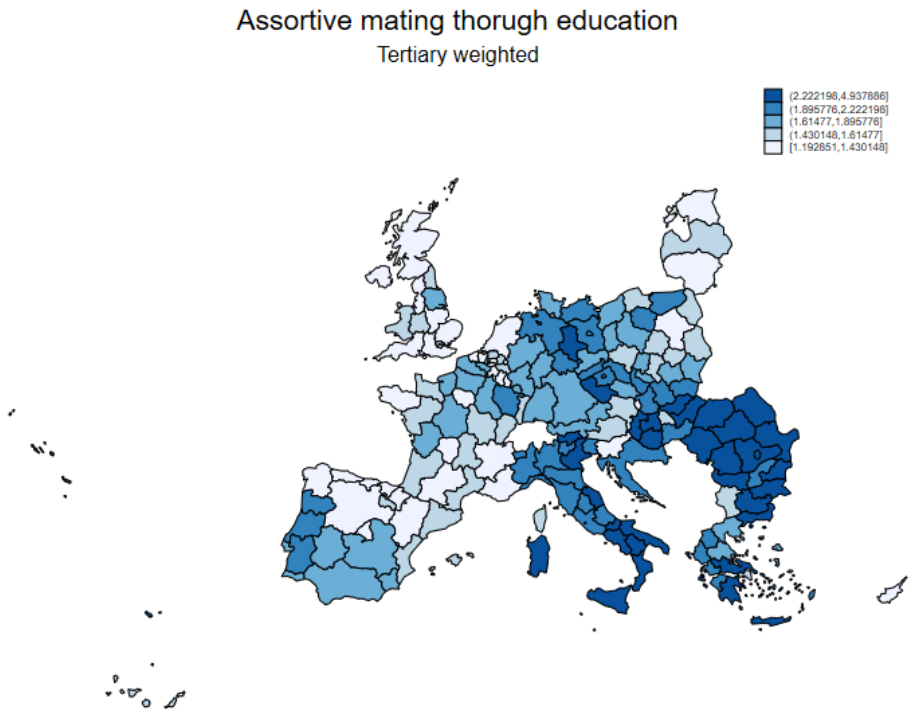 Assortive mating thorugh education
Tertiary weighted
(2.222198,4.937886]
(1.895776,2.222198]
(1.61477,1.895776]
(1.430148,1.61477]
[1.192851,1.430148]